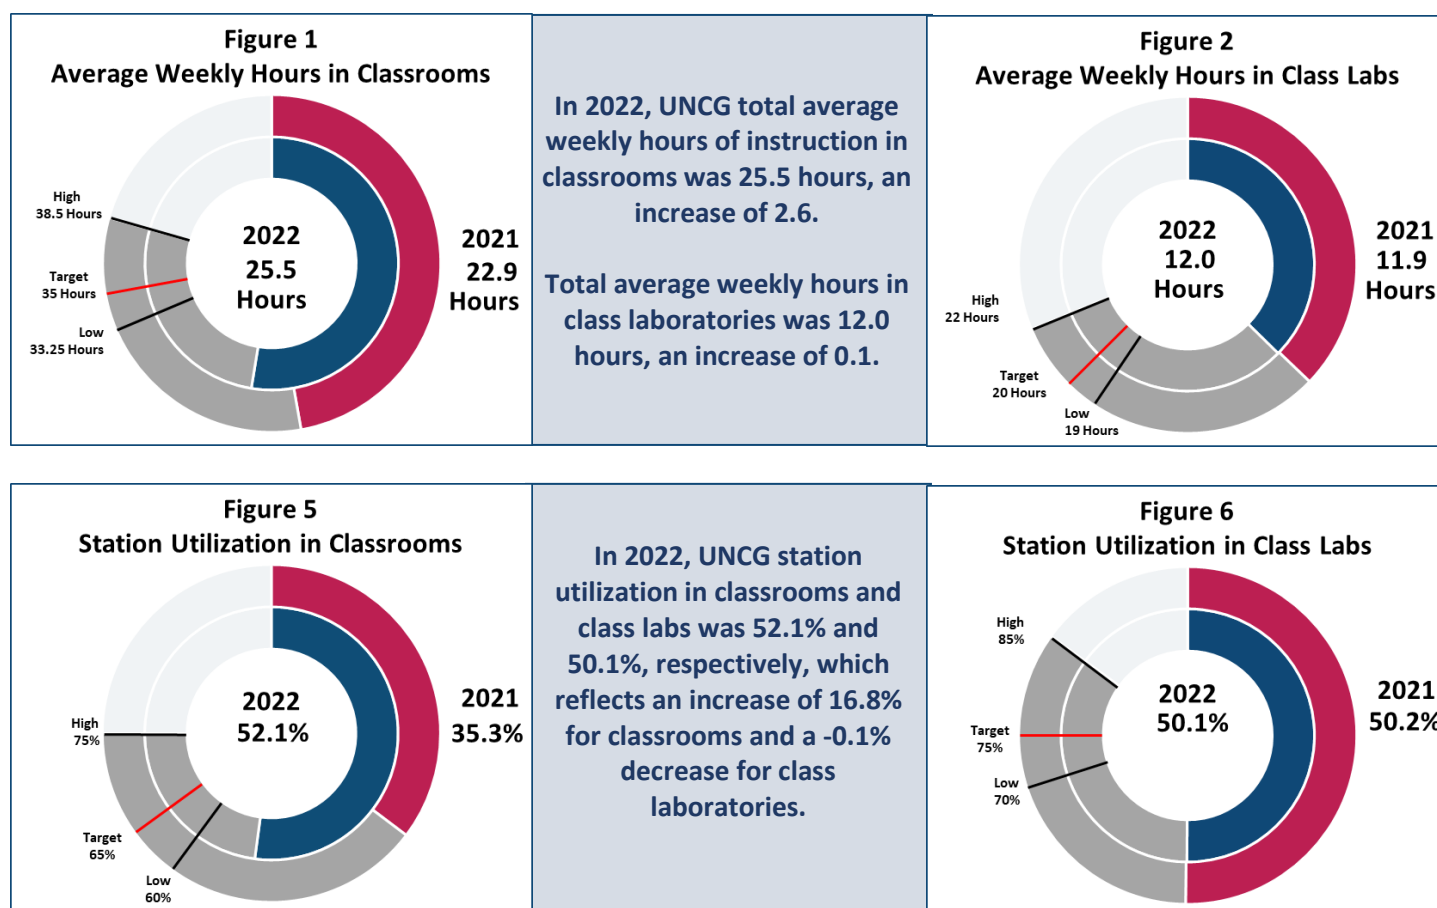 Figure 1
Average Weekly Hours in Classrooms
High
38.5 Hours
Target
35 Hours
Low
33.25 Hours
2022
25.5
Hours
2021
22.9
Hours
In 2022, UNCG total average
weekly hours of instruction in
classrooms was 25.5 hours, an
increase of 2.6.
Total average weekly hours in
class laboratories was 12.0
hours, an increase of 0.1.
Figure 2
Average Weekly Hours in Class Labs
High
22 Hours
Target
20 Hours
Low
19 Hours
2022
12.0
Hours
2021
11.9
Hours
Figure 5
Station Utilization in Classrooms
High
75%
Target
65%
Low
60%
2022
52.1%
2021
35.3%
In 2022, UNCG station
utilization in classrooms and
class labs was 52.1% and
50.1%, respectively, which
reflects an increase of 16.8%
for classrooms and a -0.1%
decrease for class
laboratories.
Figure 6
Station Utilization in Class Labs
High
85%
Target
75%
Low
70%
2022
50.1%
2021
50.2%